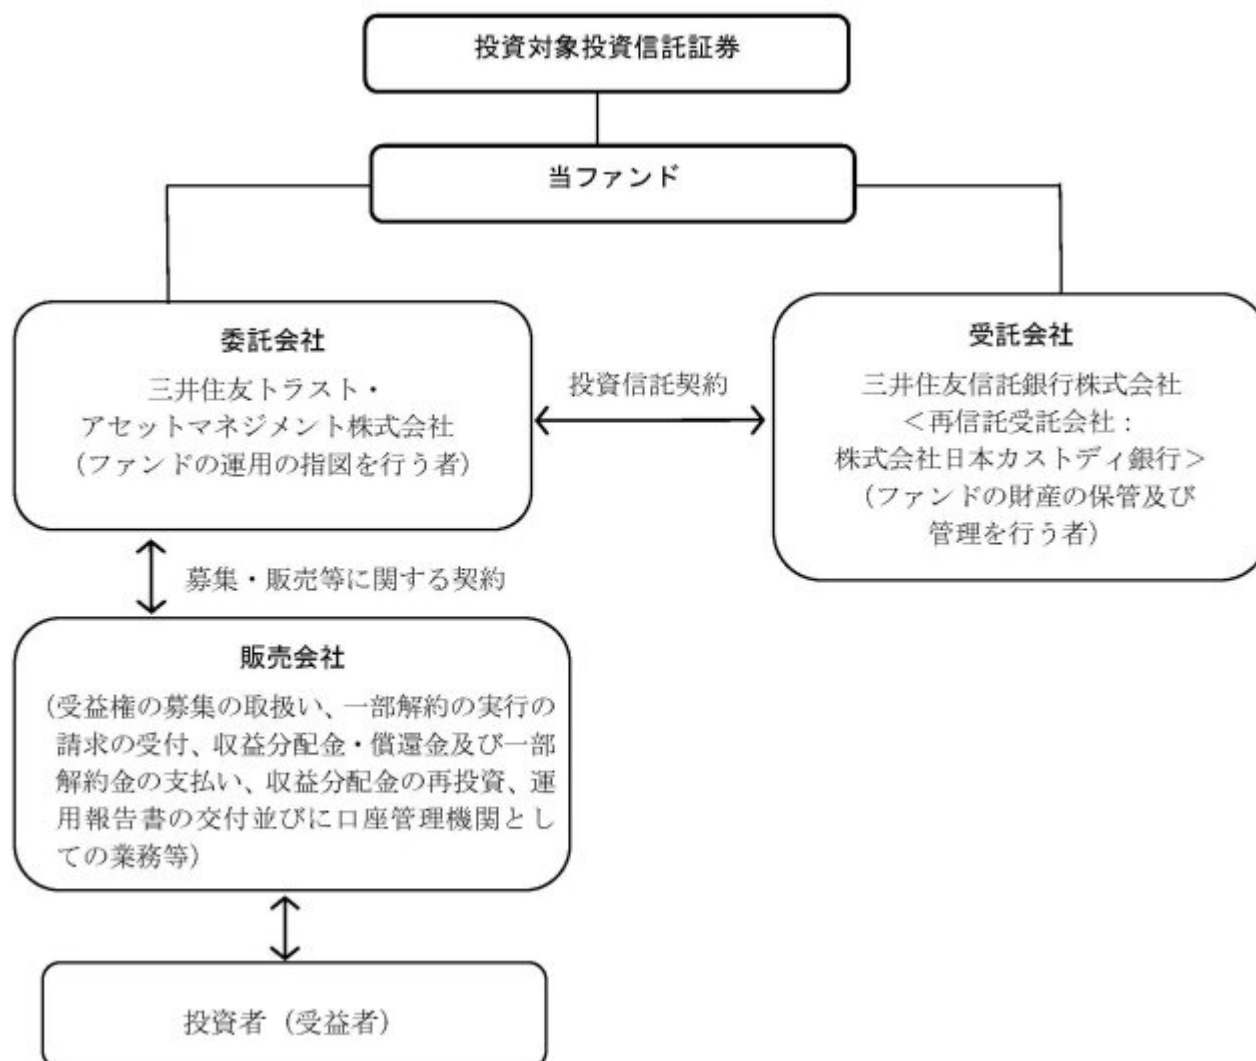 投資対象投資信託証券
当ファンド
委託会社
三井住友トラスト・
アセットマネジメント株式会社
（ファンドの運用の指図を行う者）
投資信託契約
受託会社
三井住友信託銀行株式会社
＜再信託受託会社：
株式会社日本カストディ銀行＞
（ファンドの財産の保管及び
管理を行う者）
募集・販売等に関する契約
販売会社
（受益権の募集の取扱い、一部解約の実行の
請求の受付、収益分配金・償還金及び一部
解約金の支払い、収益分配金の再投資、運
用報告書の交付並びに口座管理機関とし
ての業務等）
投資者（受益者）